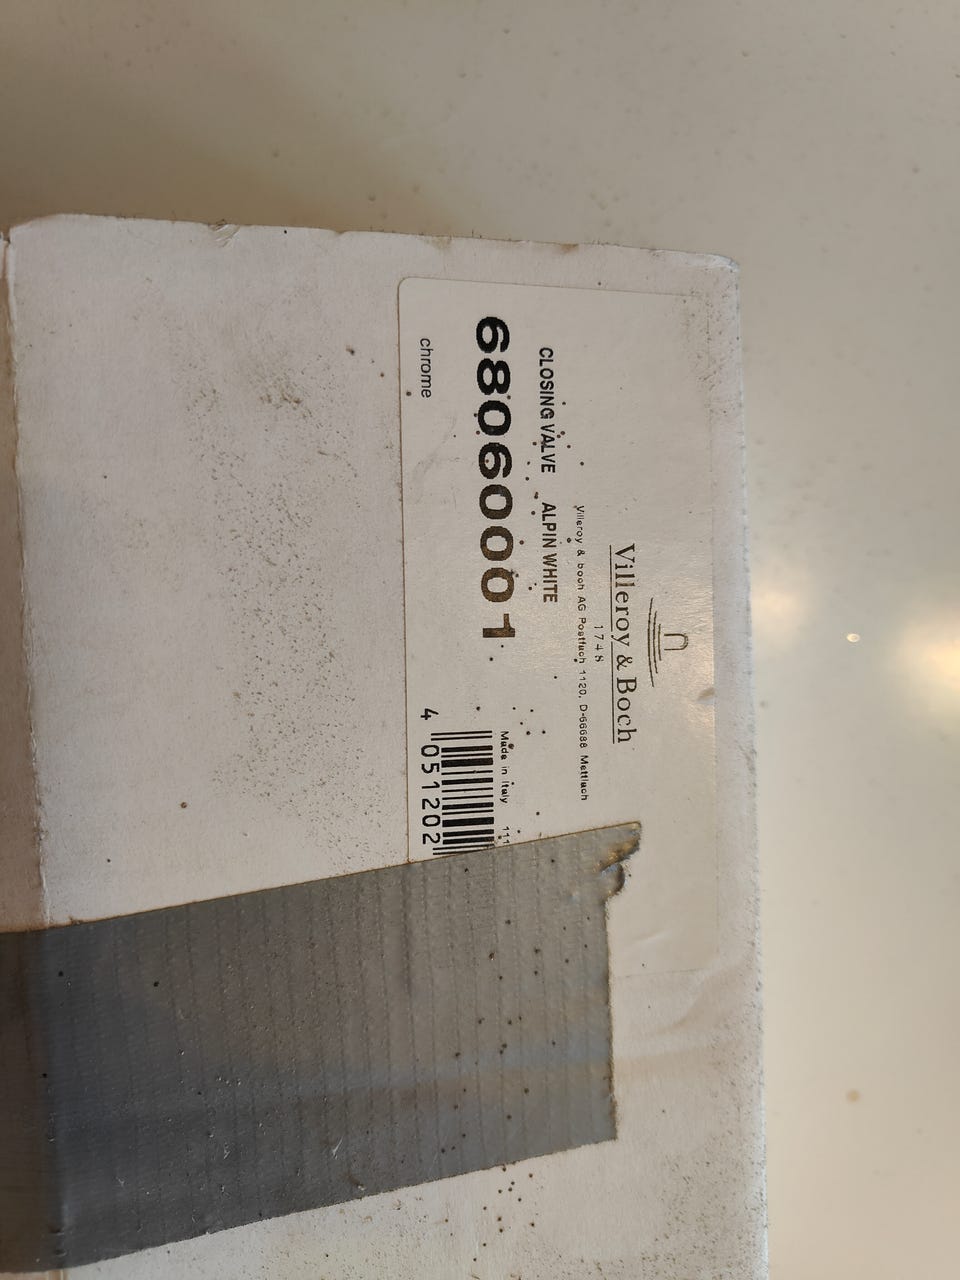 Villeroy & Boch
1748
Villeroy & boch AG Postfach 1120, D-66688 Mettlach
CLOSING VALVE ALPIN WHITE
68060001
Made in Italy 111
chrome
4 051202